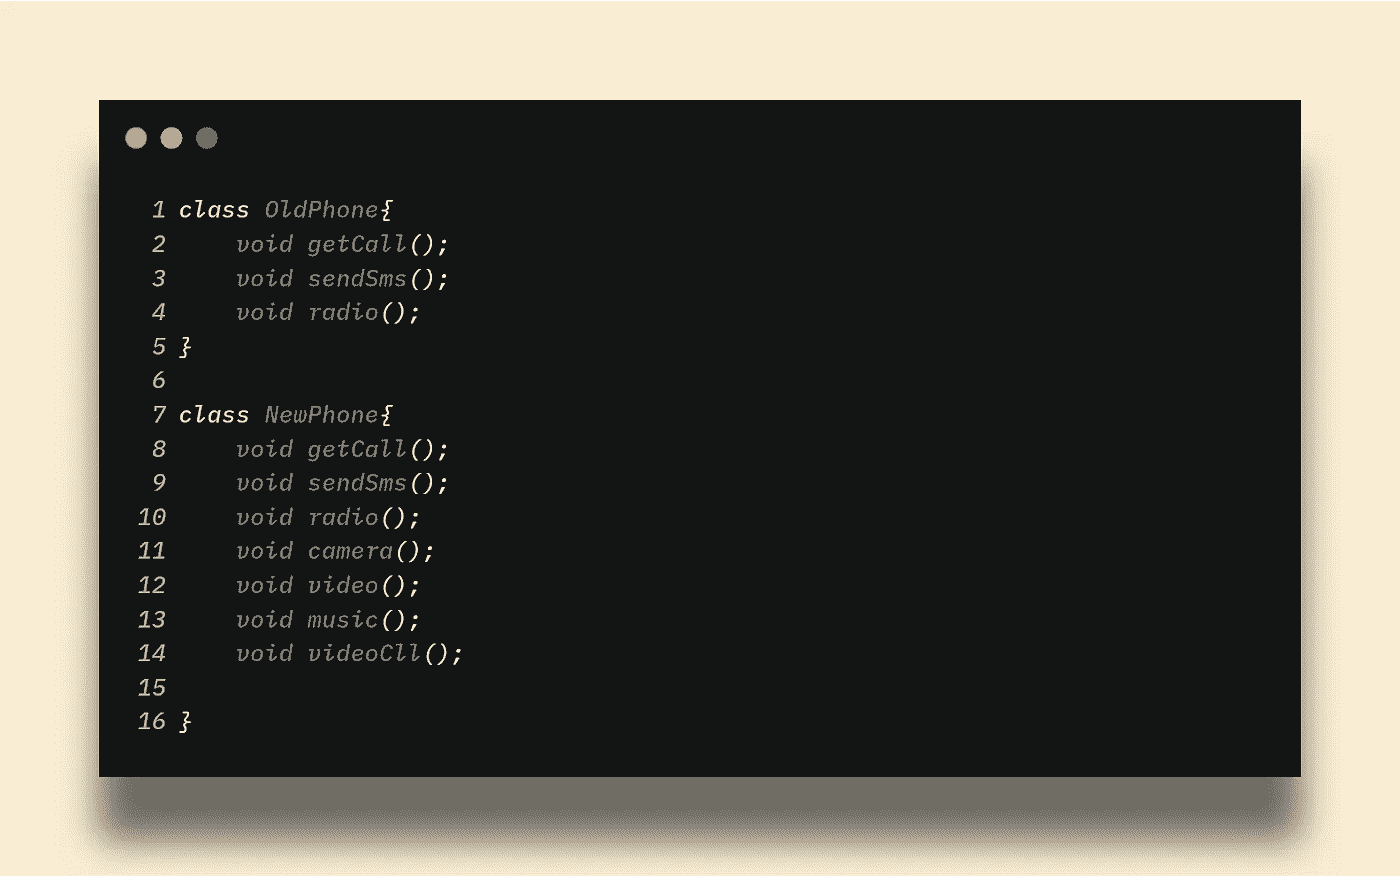 1 class OldPhone{
2     void getCall();
3     void sendSms();
4     void radio();
5 }
6
7 class NewPhone{
8     void getCall();
9     void sendSms();
10     void radio();
11     void camera();
12     void video();
13     void music();
14     void videoCll();
15
16 }